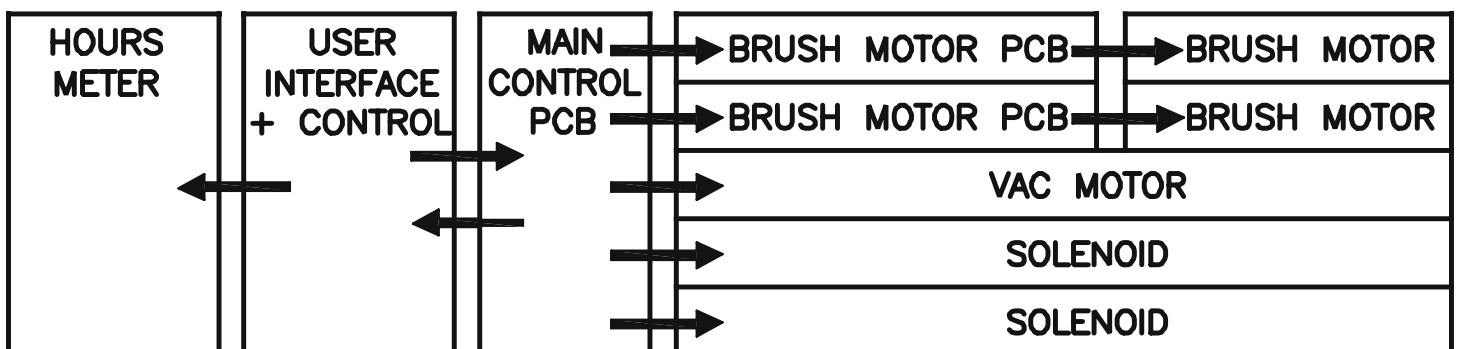 HOURS
METER
USER
INTERFACE
+ CONTROL
MAIN
CONTROL
PCB
BRUSH MOTOR PCB
BRUSH MOTOR
BRUSH MOTOR PCB
BRUSH MOTOR
VAC MOTOR
SOLENOID
SOLENOID